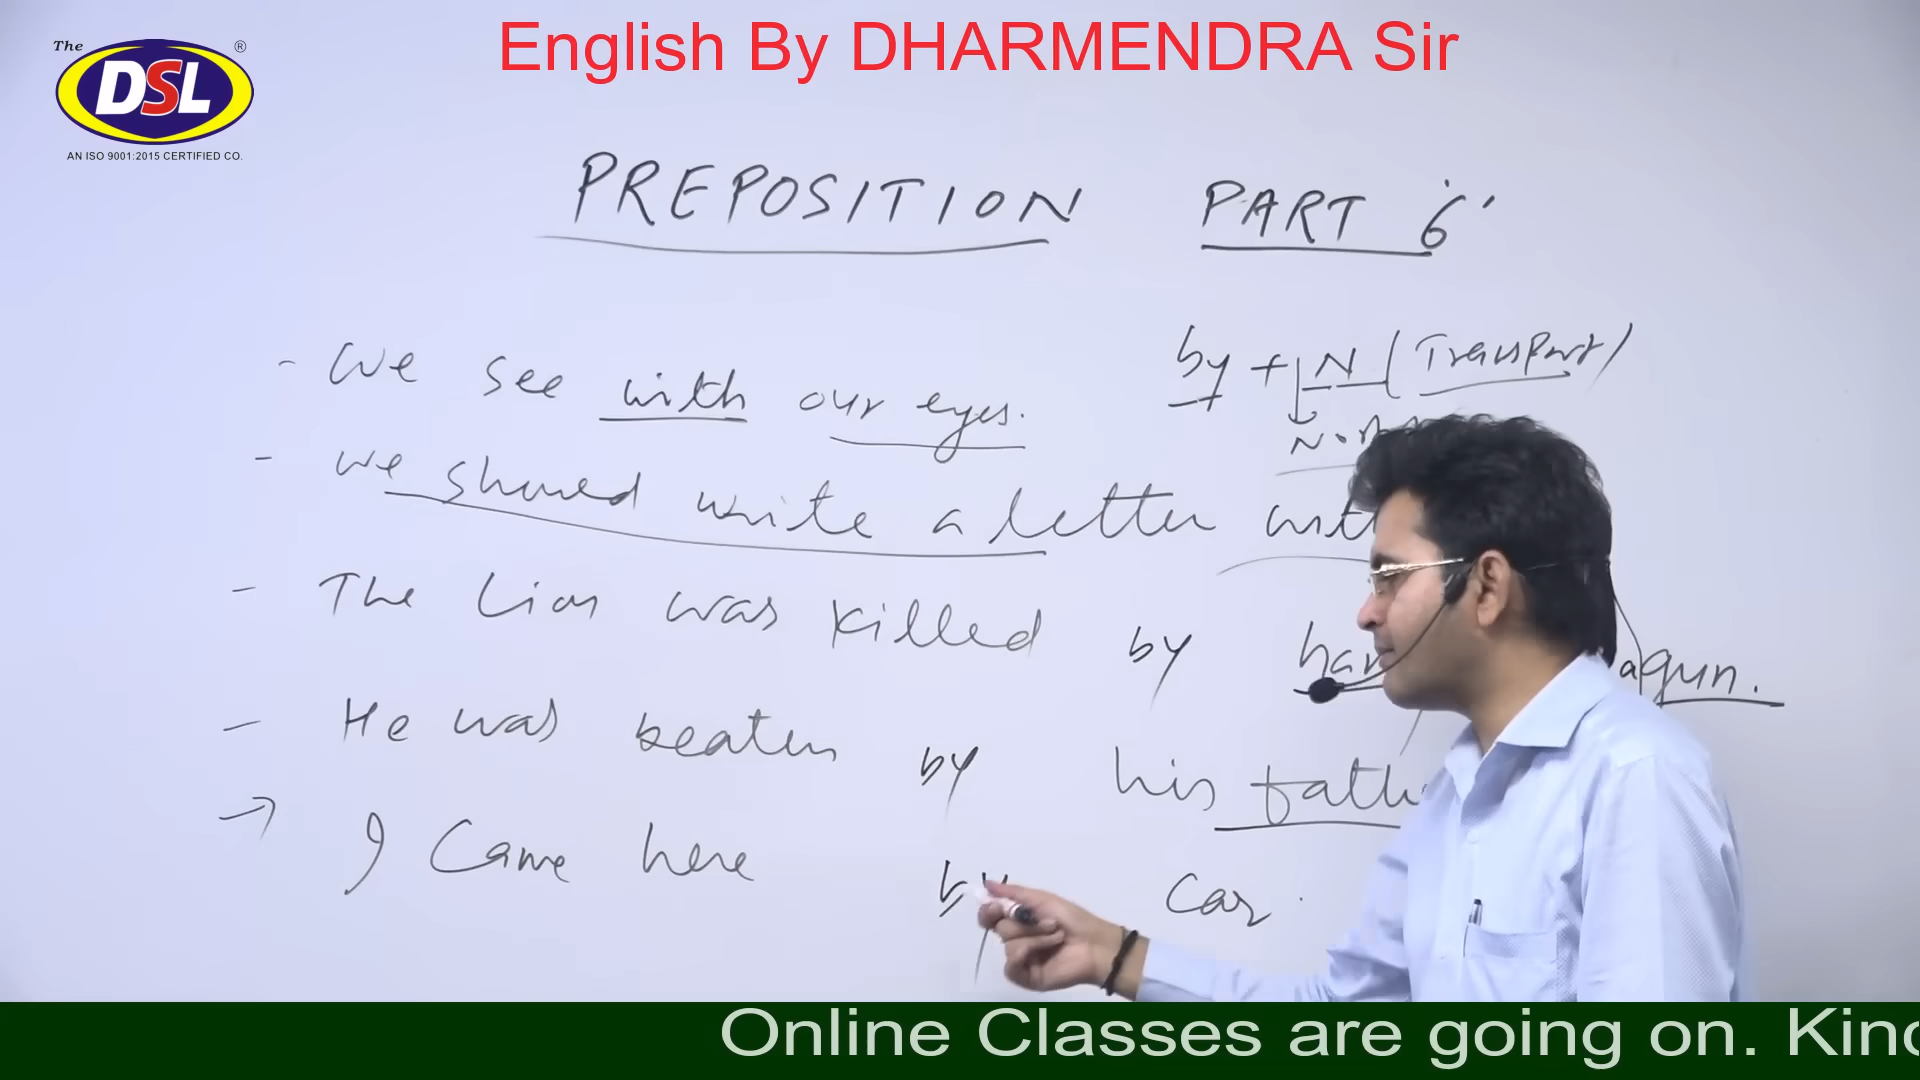 English By DHARMENDRA Sir
The
DSL
®
AN ISO 9001:2015 CERTIFIED CO.
PREPOSITION PART 6
by + N (Transport)
- We see with our eyes.
- We write a letter
- The Lion was killed by a gun.
- He was beaten by his
→ I Came here by car.
Online Classes are going on.